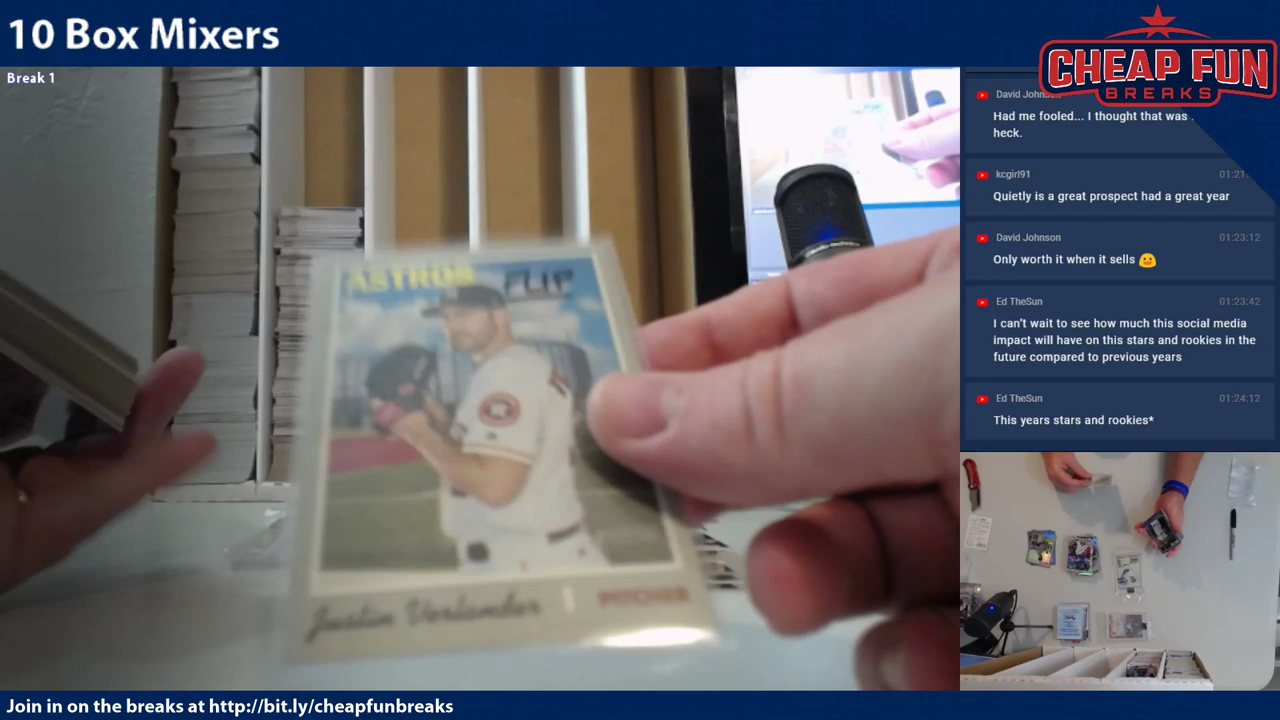 10 Box Mixers
Break 1
CHEAP FUN
BREAKS
ASTROS
FLIP
Justin Verlander
PITCHER
David John
Had me fooled... I thought that was
heck.
kcgirl91
01:21
Quietly is a great prospect had a great year
David Johnson
01:23:12
Only worth it when it sells 😛
Ed TheSun
01:23:42
I can't wait to see how much this social media
impact will have on this stars and rookies in the
future compared to previous years
Ed TheSun
01:24:12
This years stars and rookies*
Join in on the breaks at http://bit.ly/cheapfunbreaks